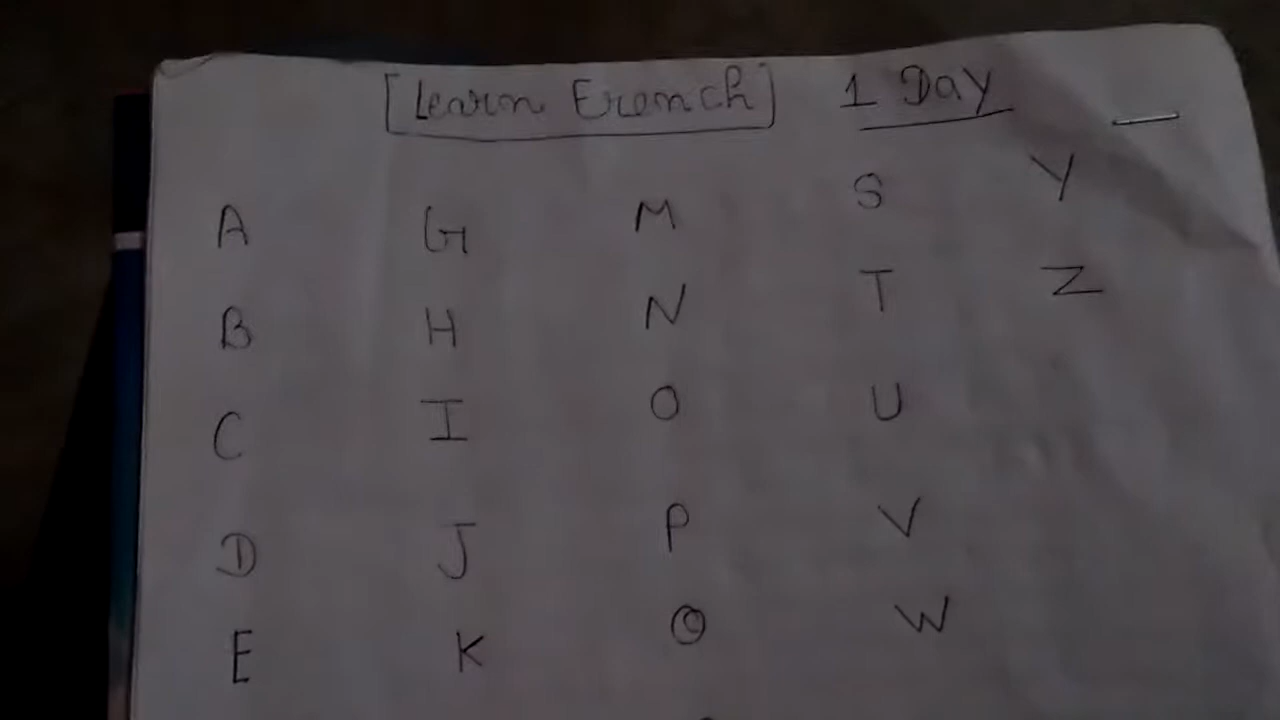 [Learn French] 1 Day
A G M S Y
B H N T Z
C I O U
D J P V
E K Q W